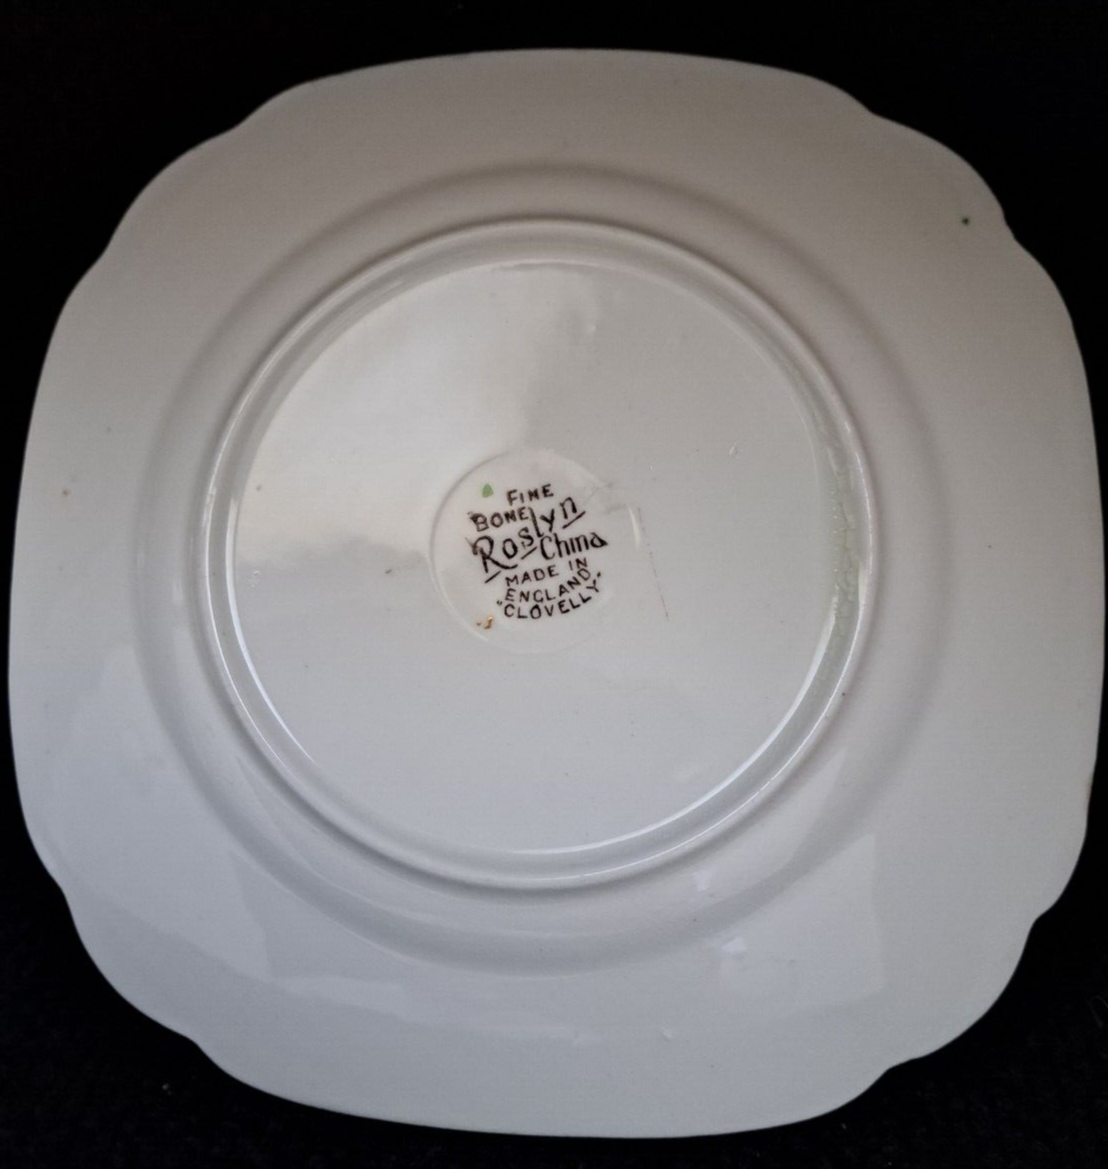 FINE
BONE
Roslyn
China
MADE IN
ENGLAND
"CLOVELLY"